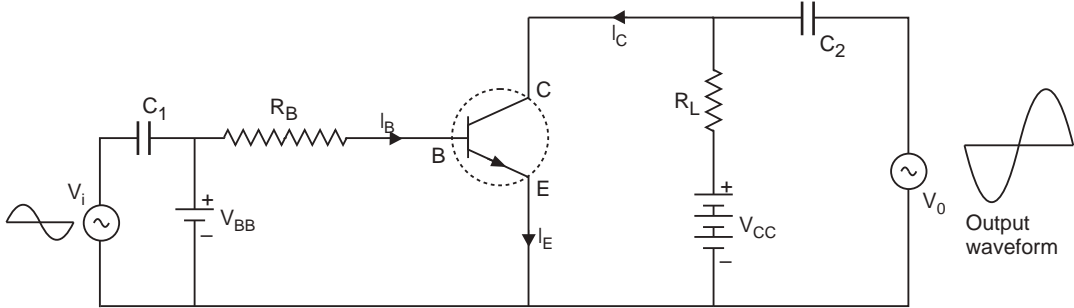 I_C
C_2
C_1
R_B
I_B
B
C
E
R_L
V_i
+
V_BB
–
I_E
+
V_CC
–
V_0
Output
waveform